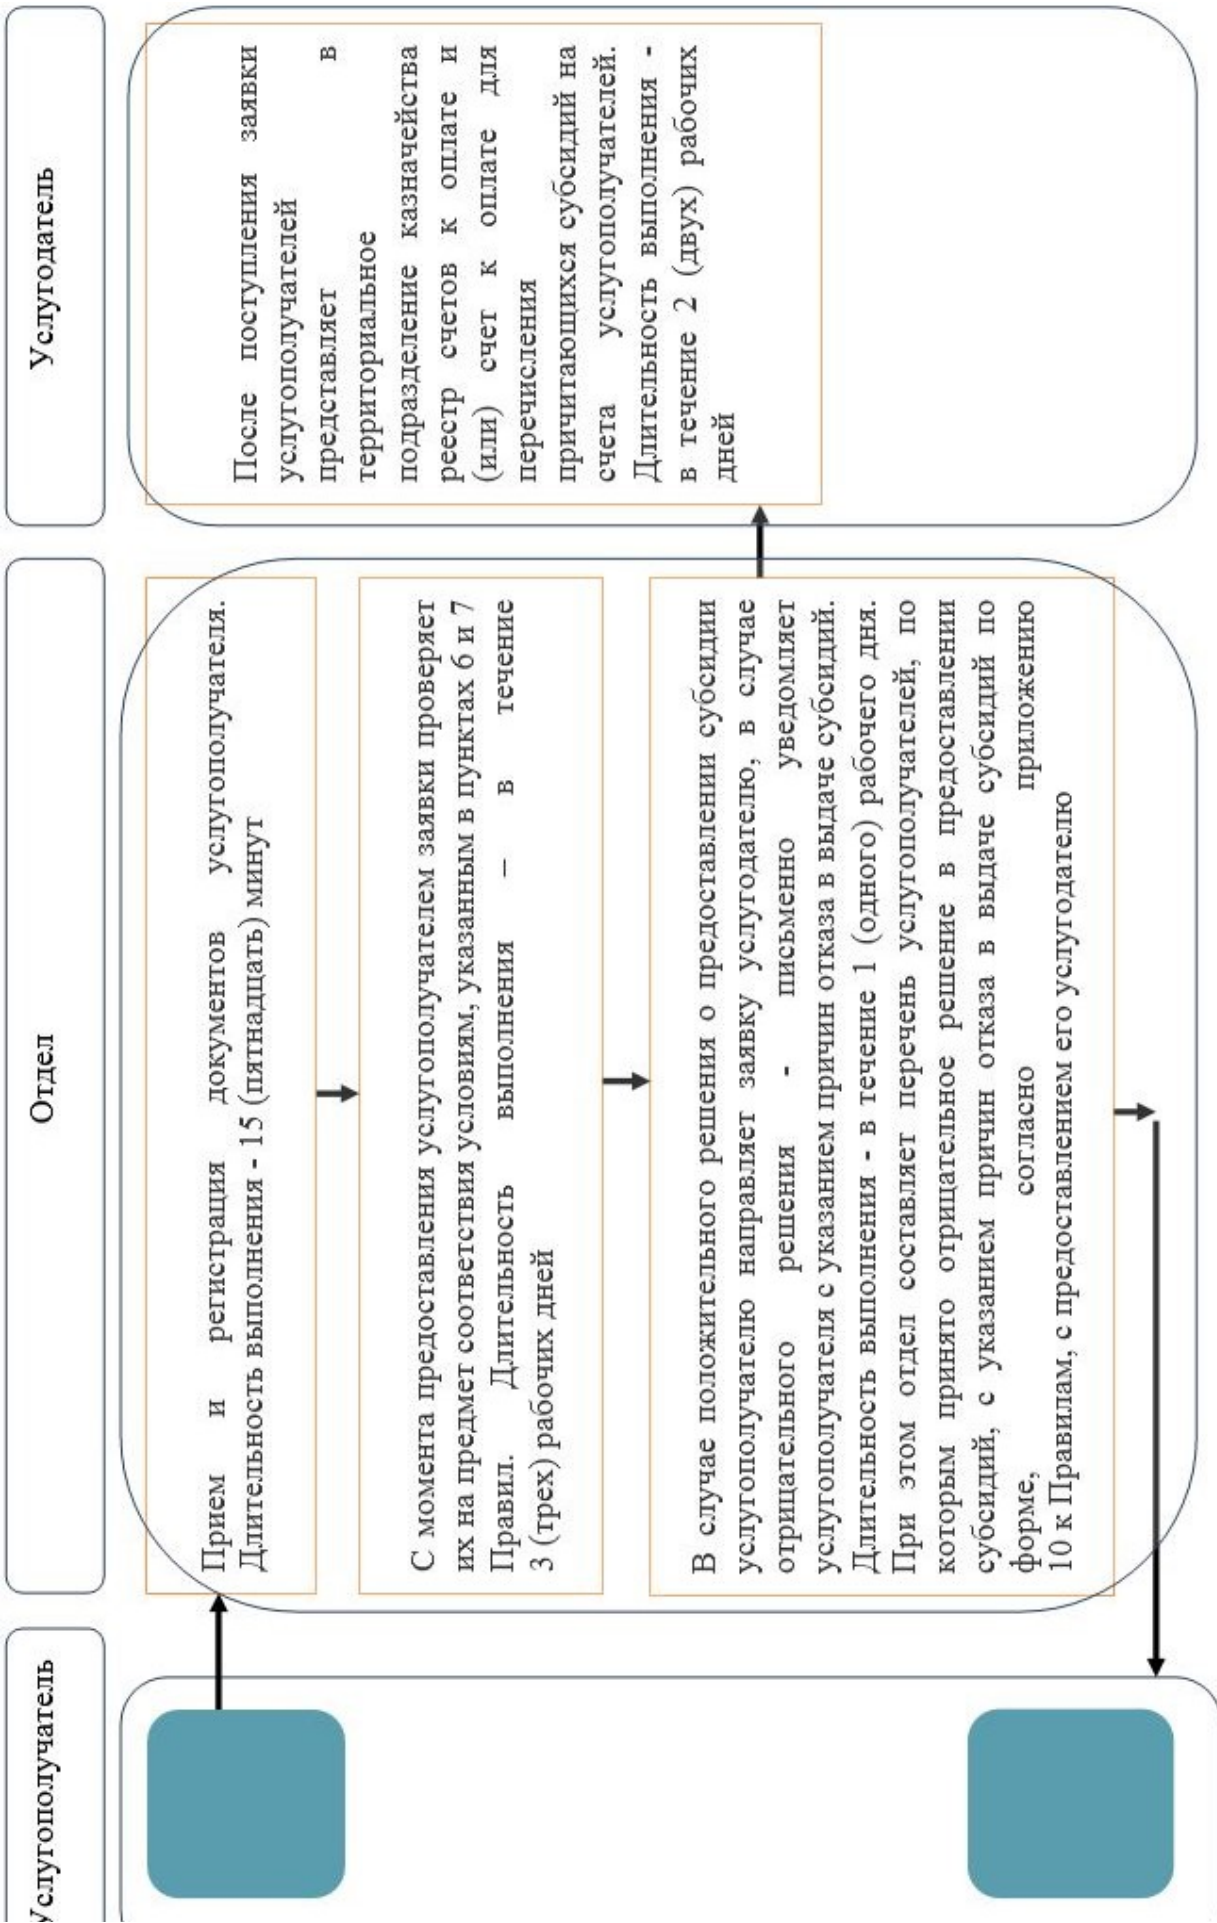 Услугополучатель
Отдел
Услугодатель
Прием и регистрация документов услугополучателя.
Длительность выполнения - 15 (пятнадцать) минут
С момента предоставления услугополучателем заявки проверяет
их на предмет соответствия условиям, указанным в пунктах 6 и 7
Правил. Длительность выполнения – в течение
3 (трех) рабочих дней
В случае положительного решения о предоставлении субсидии
услугополучателю направляет заявку услугодателю, в случае
отрицательного решения - письменно уведомляет
услугополучателя с указанием причин отказа в выдаче субсидий.
Длительность выполнения - в течение 1 (одного) рабочего дня.
При этом отдел составляет перечень услугополучателей, по
которым принято отрицательное решение в предоставлении
субсидий, с указанием причин отказа в выдаче субсидий по
форме, согласно приложению
10 к Правилам, с предоставлением его услугодателю
После поступления заявки
услугополучателей
представляет в
территориальное
подразделение казначейства
реестр счетов к оплате и
(или) счет к оплате для
перечисления
причитающихся субсидий на
счета услугополучателей.
Длительность выполнения -
в течение 2 (двух) рабочих
дней